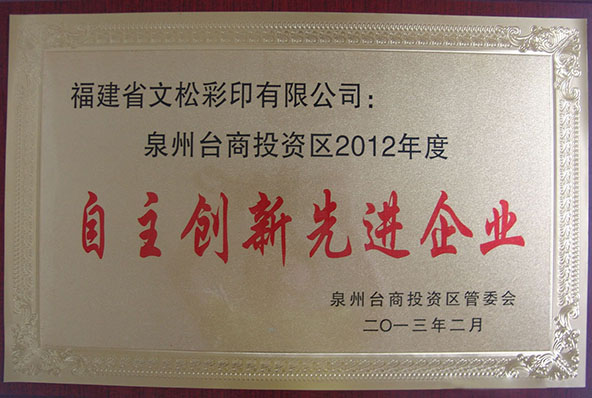 福建省文松彩印有限公司：
泉州台商投资区2012年度
自主创新先进企业
泉州台商投资区管委会
二〇一三年二月